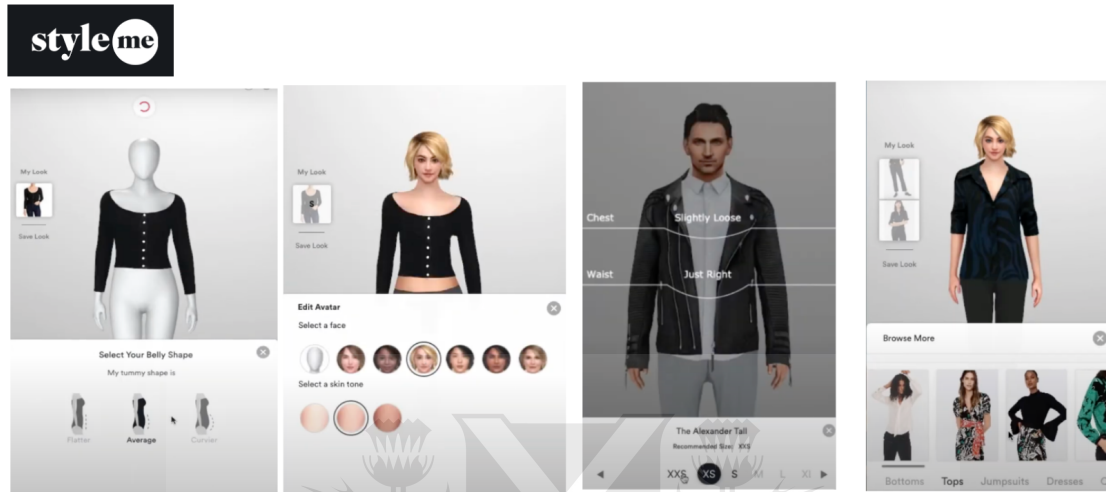 style me
My Look
Save Look
Select Your Belly Shape
My tummy shape is
Flatter
Average
Curvier
My Look
S
Save Look
Edit Avatar
Select a face
Select a skin tone
Chest
Slightly Loose
Waist
Just Right
The Alexander Tall
Recommended Size: XXS
XXS XS S M L XL
My Look
Save Look
Browse More
Bottoms Tops Jumpsuits Dresses